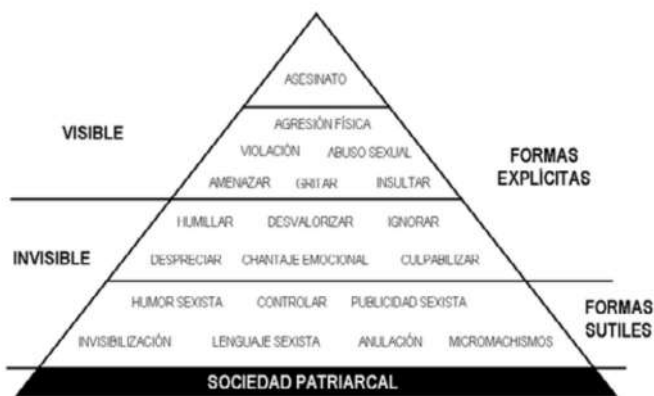 ASESINATO
AGRESIÓN FÍSICA
VISIBLE
VIOLACIÓN ABUSO SEXUAL
FORMAS
EXPLÍCITAS
AMENAZAR GRITAR INSULTAR
HUMILLAR DESVALORIZAR IGNORAR
INVISIBLE
DESPRECIAR CHANTAJE EMOCIONAL CULPABILIZAR
HUMOR SEXISTA CONTROLAR PUBLICIDAD SEXISTA
FORMAS
SUTILES
INVISIBILIZACIÓN LENGUAJE SEXISTA ANULACIÓN MICROMACHISMOS
SOCIEDAD PATRIARCAL